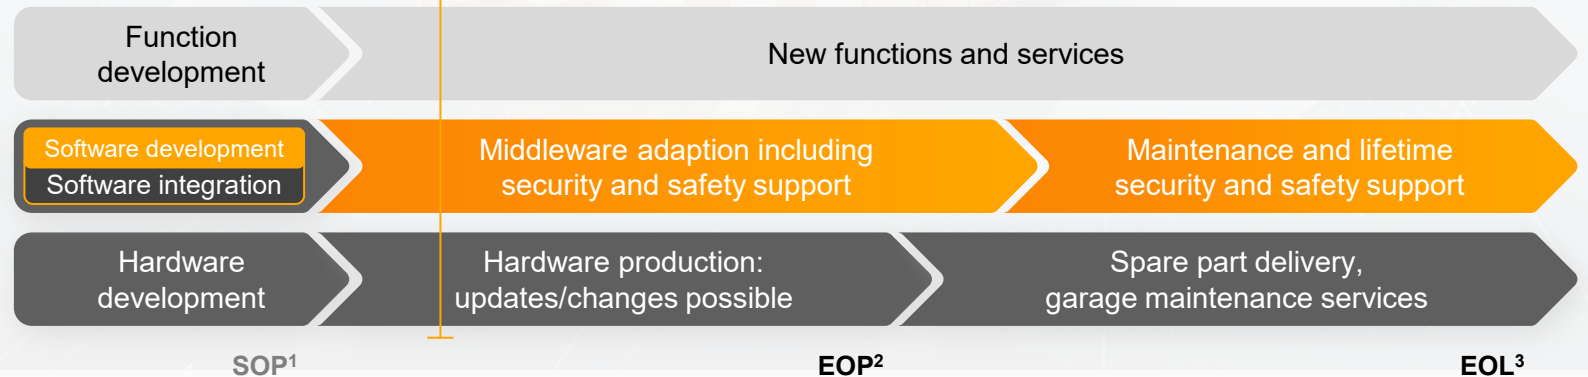 Function
development
New functions and services
Software development
Software integration
Middleware adaption including
security and safety support
Maintenance and lifetime
security and safety support
Hardware
development
Hardware production:
updates/changes possible
Spare part delivery,
garage maintenance services
SOP¹
EOP²
EOL³